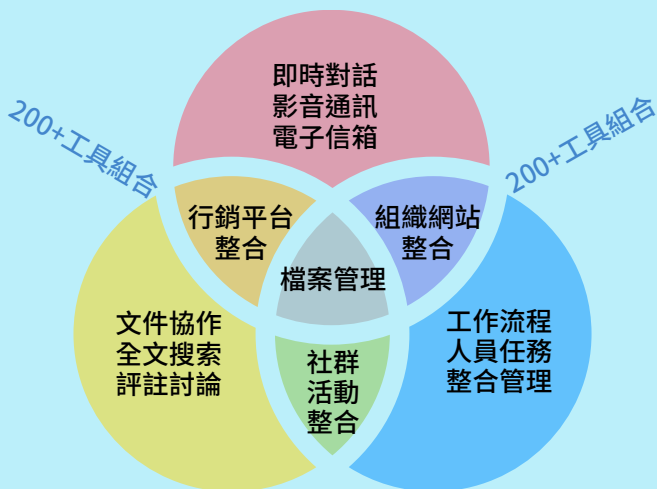 即時對話
影音通訊
電子信箱
200+工具組合
200+工具組合
行銷平台
整合
組織網站
整合
檔案管理
文件協作
全文搜索
評註討論
工作流程
人員任務
整合管理
社群
活動
整合